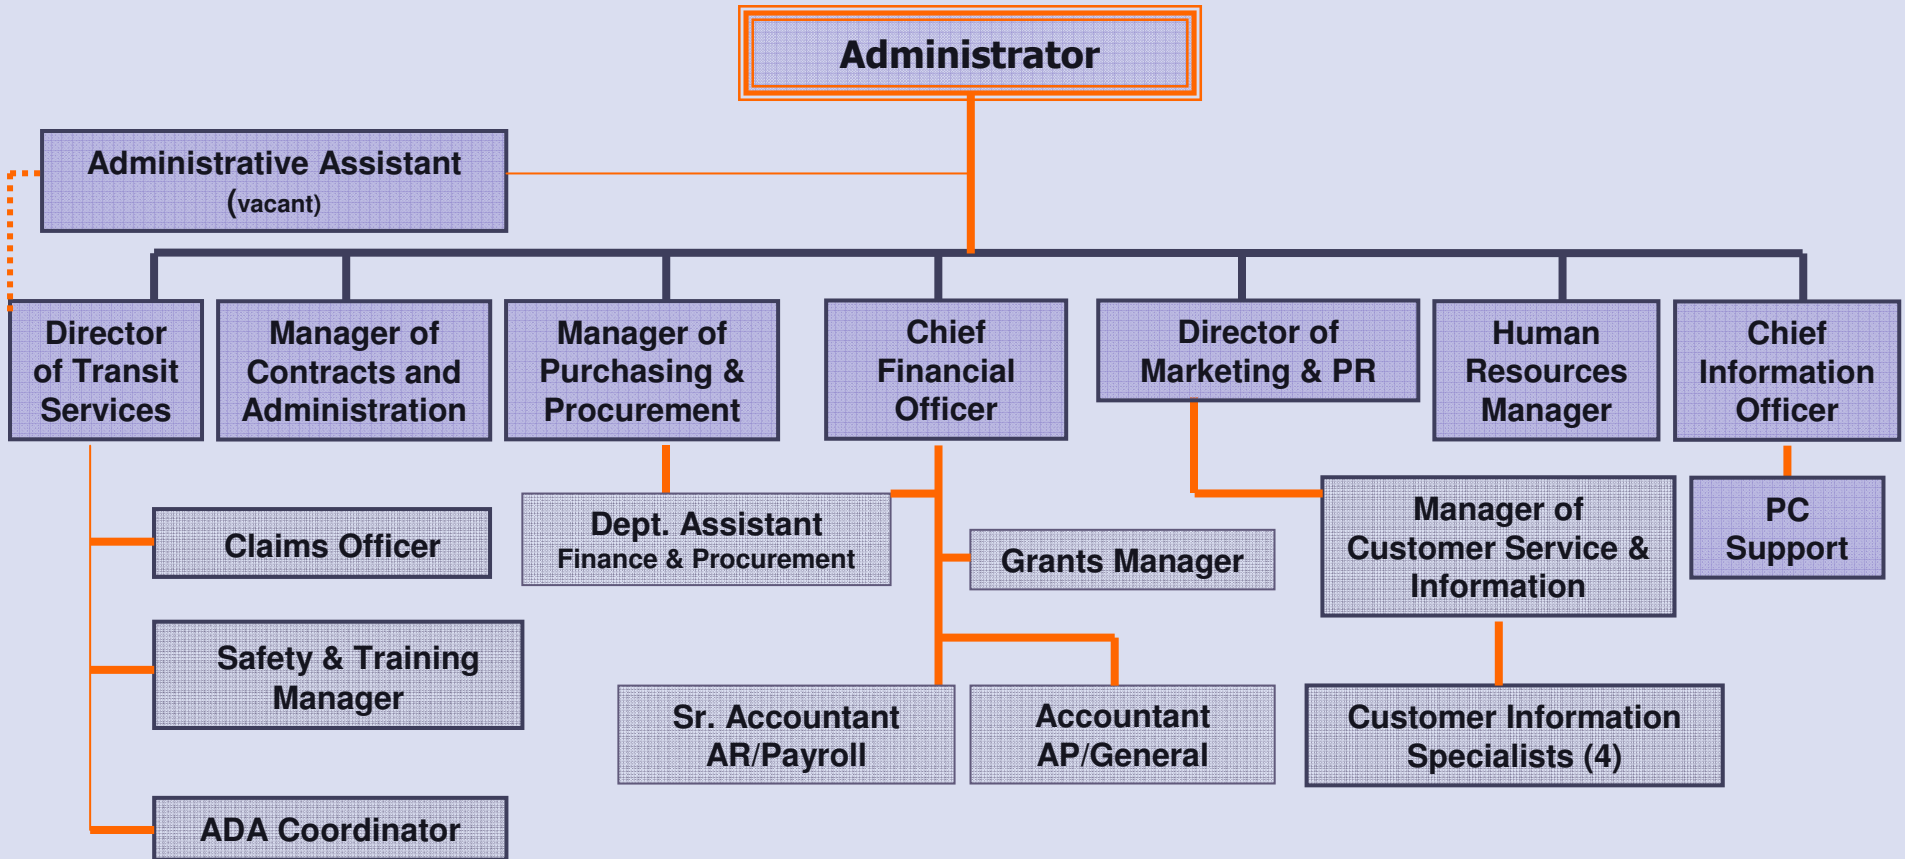 Administrator
Administrative Assistant
(vacant)
Director
of Transit
Services
Manager of
Contracts and
Administration
Manager of
Purchasing &
Procurement
Chief
Financial
Officer
Director of
Marketing & PR
Human
Resources
Manager
Chief
Information
Officer
Claims Officer
Dept. Assistant
Finance & Procurement
Grants Manager
Manager of
Customer Service &
Information
PC
Support
Safety & Training
Manager
Sr. Accountant
AR/Payroll
Accountant
AP/General
Customer Information
Specialists (4)
ADA Coordinator